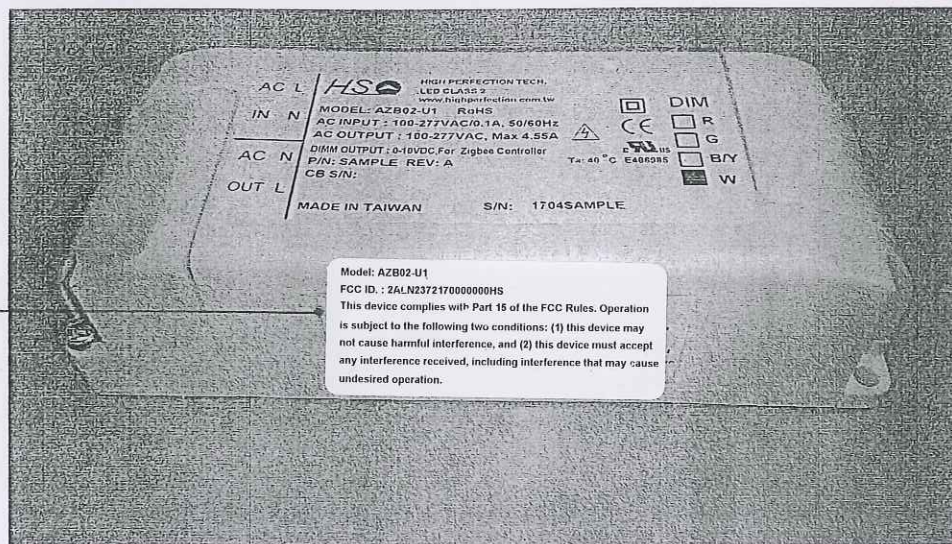 AC L
IN N
AC N
OUT L
HS
HIGH PERFECTION TECH.
LED CLASS 2
www.highperfection.com.tw
MODEL: AZB02-U1 RoHS
AC INPUT : 100-277VAC/0.1A, 50/60Hz
AC OUTPUT : 100-277VAC, Max 4.55A
DIMM OUTPUT : 0-10VDC,For Zigbee Controller
P/N: SAMPLE REV: A
CB S/N:
MADE IN TAIWAN S/N: 1704SAMPLE
CE
c RU US
Ta: 40 °C E406985
DIM
R
G
B/Y
W
Model: AZB02-U1
FCC ID. : 2ALN2372170000000HS
This device complies with Part 15 of the FCC Rules. Operation
is subject to the following two conditions: (1) this device may
not cause harmful interference, and (2) this device must accept
any interference received, including interference that may cause
undesired operation.